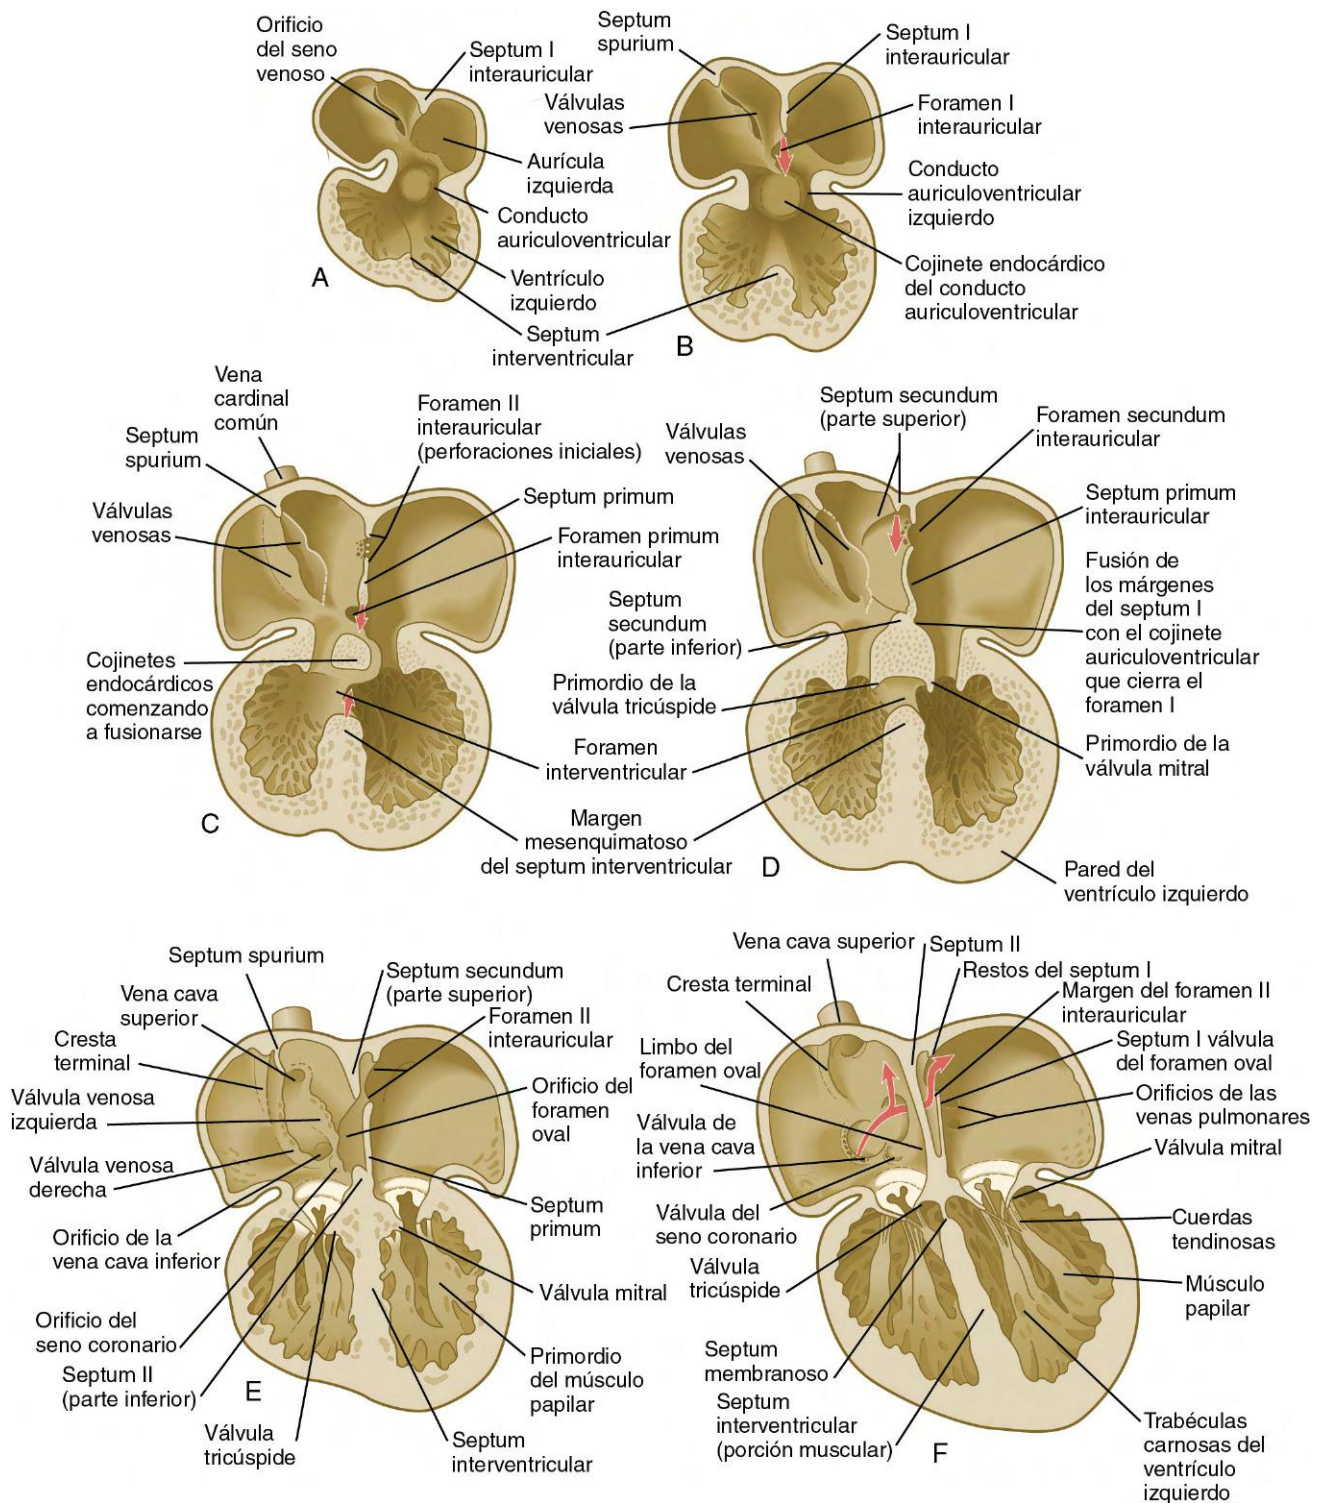 Orificio
del seno
venoso
Septum I
interauricular
Aurícula
izquierda
Conducto
auriculoventricular
Ventrículo
izquierdo
Septum
interventricular
A
Septum
spurium
Septum I
interauricular
Válvulas
venosas
Foramen I
interauricular
Conducto
auriculoventricular
izquierdo
Cojinete endocárdico
del conducto
auriculoventricular
B
Vena
cardinal
común
Septum
spurium
Válvulas
venosas
Foramen II
interauricular
(perforaciones iniciales)
Septum primum
Foramen primum
interauricular
Cojinetes
endocárdicos
comenzando
a fusionarse
C
Foramen
interventricular
Margen
mesenquimatoso
del septum interventricular
Septum secundum
(parte superior)
Válvulas
venosas
Foramen secundum
interauricular
Septum primum
interauricular
Septum
secundum
(parte inferior)
Fusión de
los márgenes
del septum I
con el cojinete
auriculoventricular
que cierra el
foramen I
Primordio de la
válvula tricúspide
Primordio de la
válvula mitral
D
Pared del
ventrículo izquierdo
Septum spurium
Vena cava
superior
Cresta
terminal
Válvula venosa
izquierda
Válvula venosa
derecha
Orificio de la
vena cava inferior
Orificio del
seno coronario
Septum II
(parte inferior)
Válvula
tricúspide
E
Septum secundum
(parte superior)
Foramen II
interauricular
Orificio del
foramen
oval
Septum
primum
Válvula mitral
Primordio
del músculo
papilar
Septum
interventricular
Vena cava superior
Septum II
Cresta terminal
Restos del septum I
Margen del foramen II
interauricular
Limbo del
foramen oval
Septum I válvula
del foramen oval
Válvula de
la vena cava
inferior
Orificios de las
venas pulmonares
Válvula mitral
Válvula del
seno coronario
Cuerdas
tendinosas
Válvula
tricúspide
Músculo
papilar
Septum
membranoso
Septum
interventricular
(porción muscular)
F
Trabéculas
carnosas del
ventrículo
izquierdo